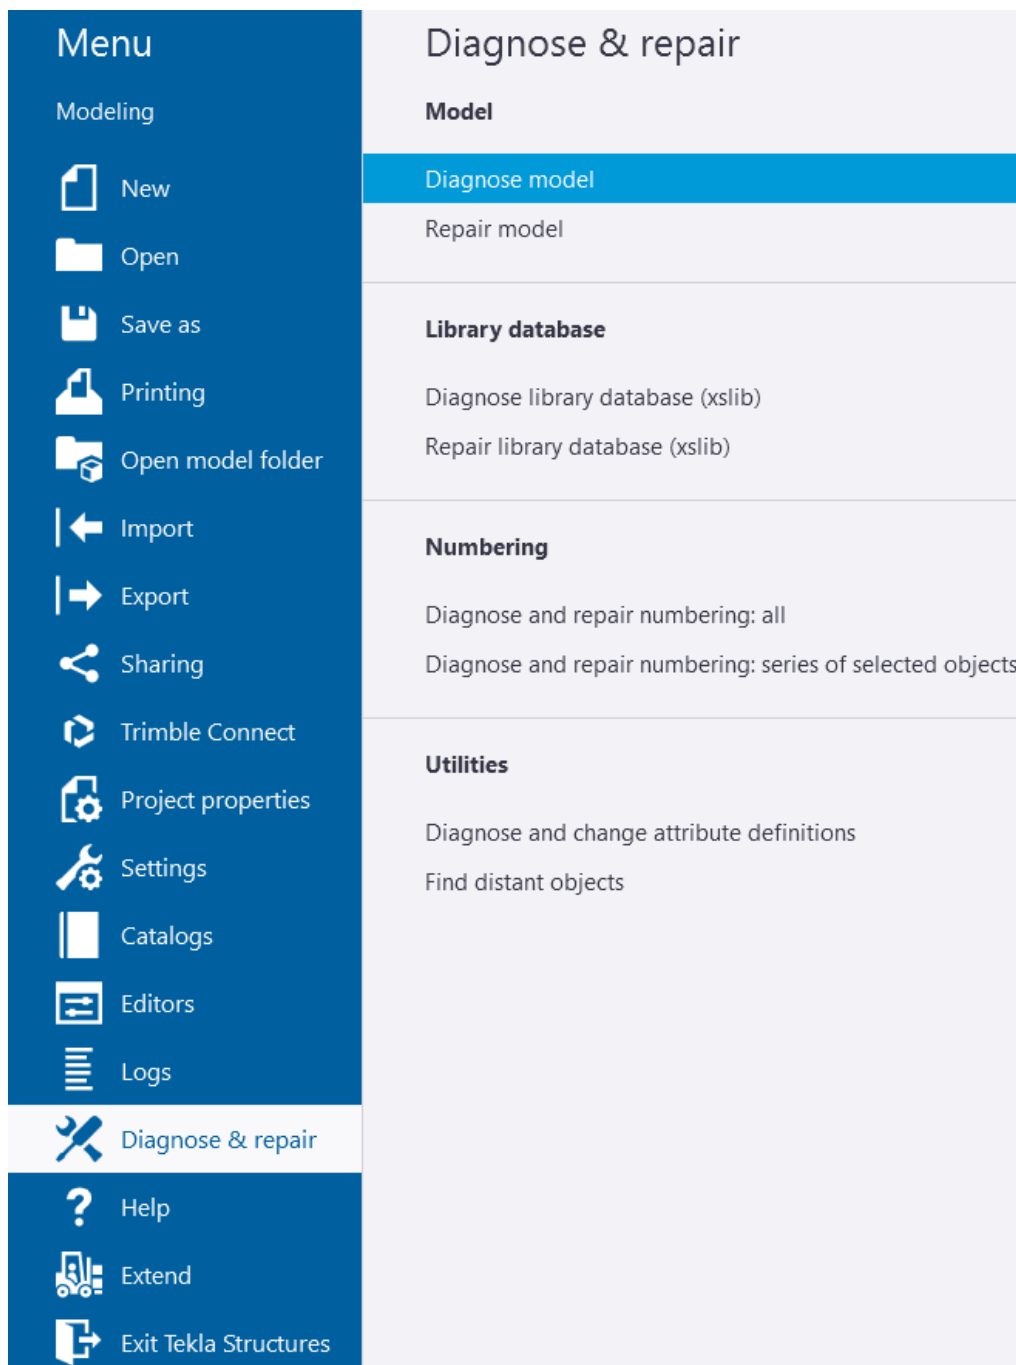 Menu
Modeling
New
Open
Save as
Printing
Open model folder
Import
Export
Sharing
Trimble Connect
Project properties
Settings
Catalogs
Editors
Logs
Diagnose & repair
Help
Extend
Exit Tekla Structures
Diagnose & repair
Model
Diagnose model
Repair model
Library database
Diagnose library database (xslib)
Repair library database (xslib)
Numbering
Diagnose and repair numbering: all
Diagnose and repair numbering: series of selected objects
Utilities
Diagnose and change attribute definitions
Find distant objects